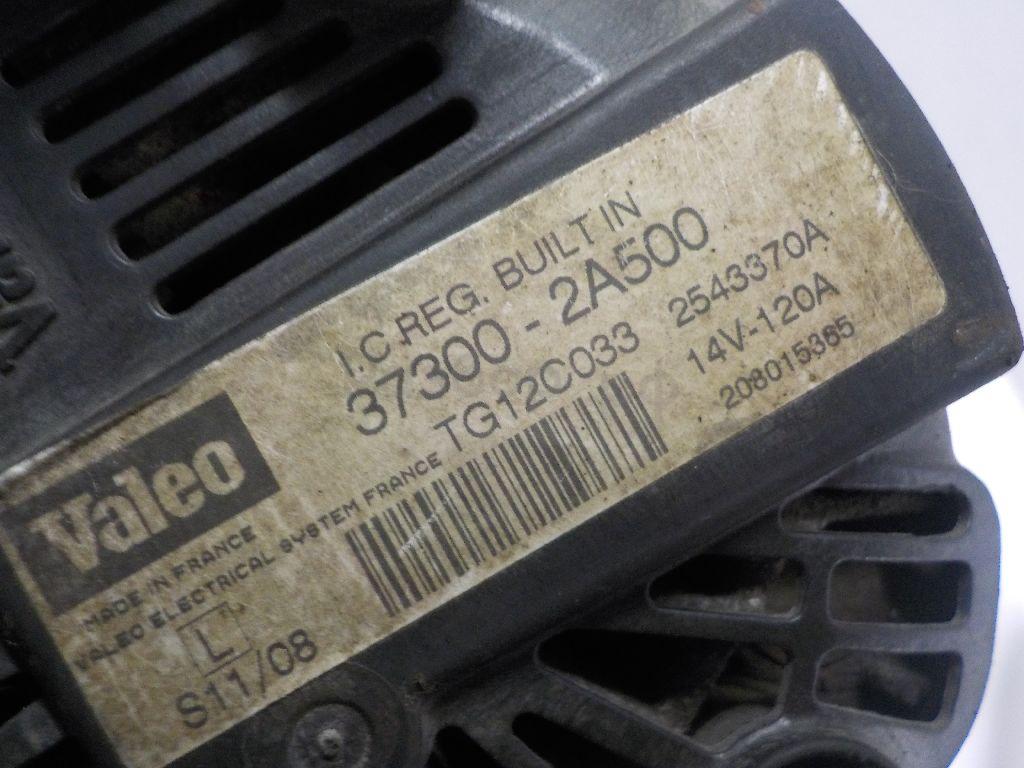 I.C.REG. BUILT IN
37300 - 2A500
TG12C033 2543370A
14V-120A
208015365
Valeo
MADE IN FRANCE
VALEO ELECTRICAL SYSTEM FRANCE
L
S11/08